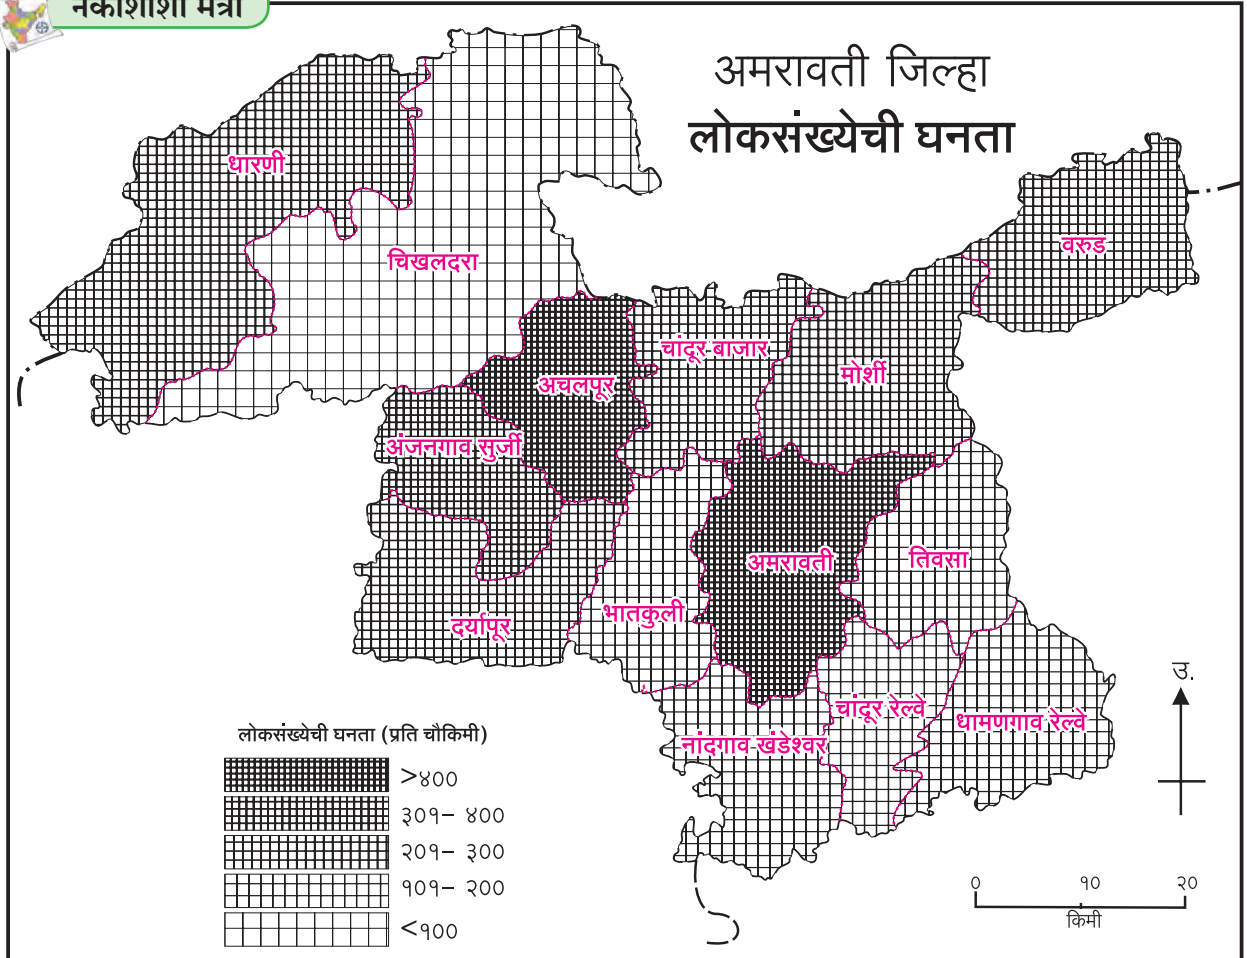 नकाशाशी मैत्री
अमरावती जिल्हा
लोकसंख्येची घनता
धारणी
वरुड
चिखलदरा
चांदूर बाजार
मोर्शी
अचलपूर
अंजनगाव सुर्जी
अमरावती
तिवसा
भातकुली
दर्यापूर
उ.
चांदूर रेल्वे
धामणगाव रेल्वे
नांदगाव खंडेश्वर
लोकसंख्येची घनता (प्रति चौकिमी)
>४००
३०१– ४००
२०१– ३००
१०१– २००
<१००
० १० २०
किमी